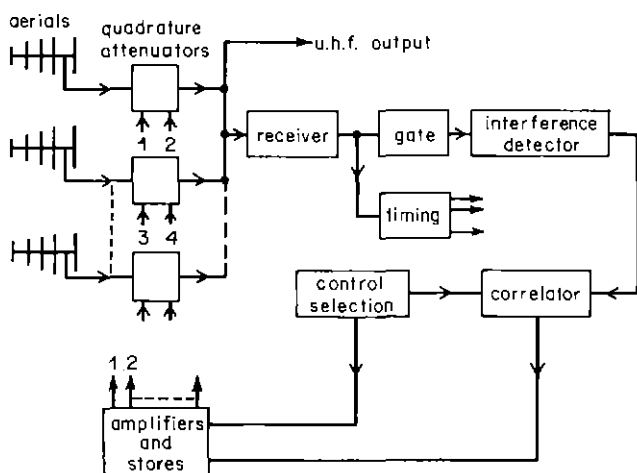 aerials
quadrature
attenuators
u.h.f. output
1 2
receiver
gate
interference
detector
3 4
timing
control
selection
correlator
1 2
amplifiers
and
stores